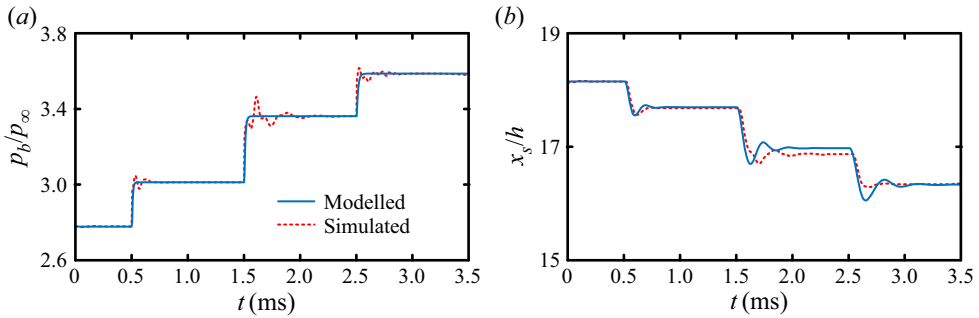 (a)
3.8
3.4
3.0
2.6
p_b/p_∞
Modelled
Simulated
0 0.5 1.0 1.5 2.0 2.5 3.0 3.5
t (ms)
(b)
19
17
15
x_s/h
0 0.5 1.0 1.5 2.0 2.5 3.0 3.5
t (ms)